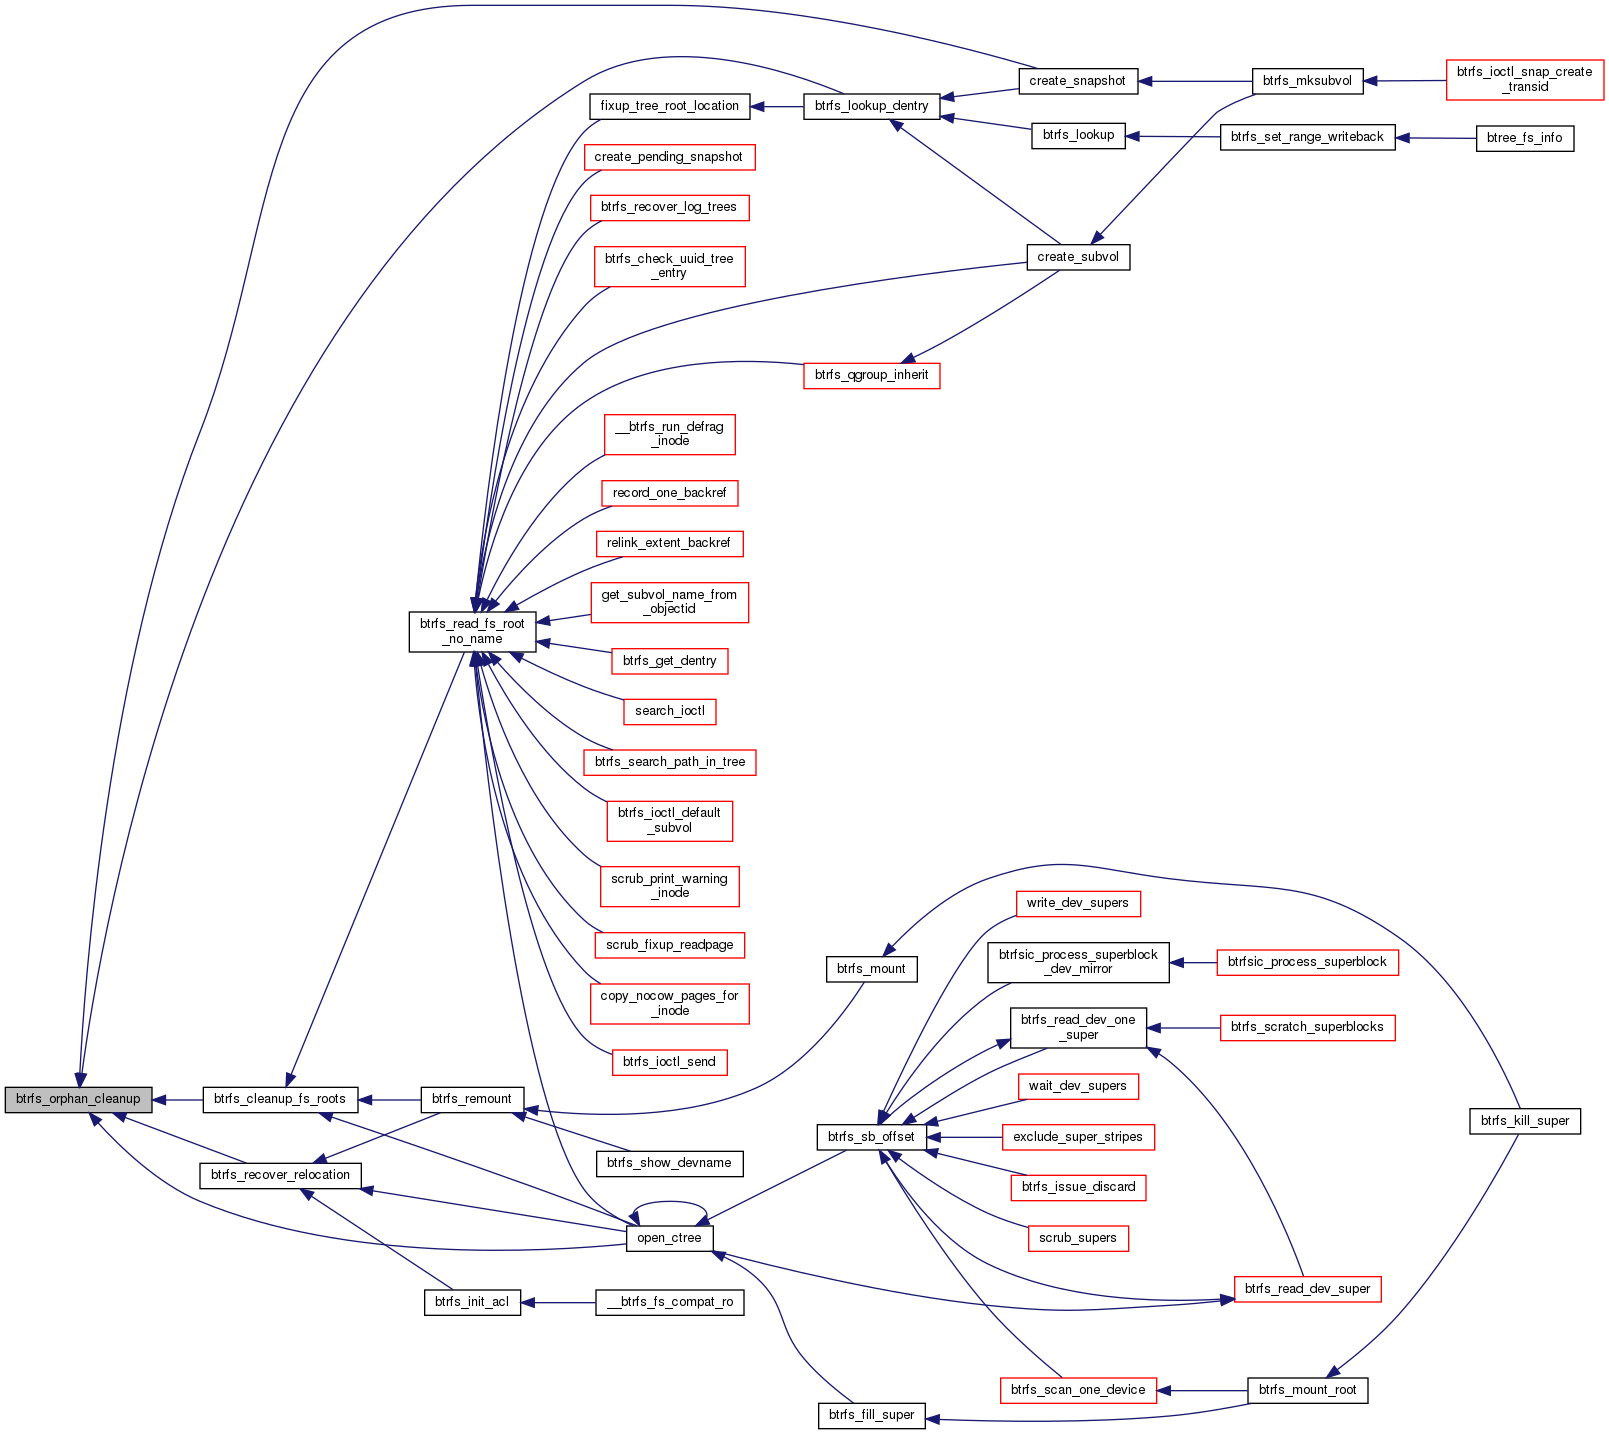 create_snapshot
btrfs_mksubvol
btrfs_ioctl_snap_create
_transid
fixup_tree_root_location
btrfs_lookup_dentry
btrfs_lookup
btrfs_set_range_writeback
btree_fs_info
create_pending_snapshot
btrfs_recover_log_trees
btrfs_check_uuid_tree
_entry
create_subvol
btrfs_qgroup_inherit
__btrfs_run_defrag
_inode
record_one_backref
relink_extent_backref
get_subvol_name_from
_objectid
btrfs_read_fs_root
_no_name
btrfs_get_dentry
search_ioctl
btrfs_search_path_in_tree
btrfs_ioctl_default
_subvol
scrub_print_warning
_inode
scrub_fixup_readpage
copy_nocow_pages_for
_inode
btrfs_ioctl_send
write_dev_supers
btrfs_mount
btrfsic_process_superblock
_dev_mirror
btrfsic_process_superblock
btrfs_read_dev_one
_super
btrfs_scratch_superblocks
wait_dev_supers
btrfs_orphan_cleanup
btrfs_cleanup_fs_roots
btrfs_remount
btrfs_kill_super
btrfs_sb_offset
exclude_super_stripes
btrfs_show_devname
btrfs_recover_relocation
btrfs_issue_discard
open_ctree
scrub_supers
btrfs_read_dev_super
btrfs_init_acl
__btrfs_fs_compat_ro
btrfs_scan_one_device
btrfs_mount_root
btrfs_fill_super